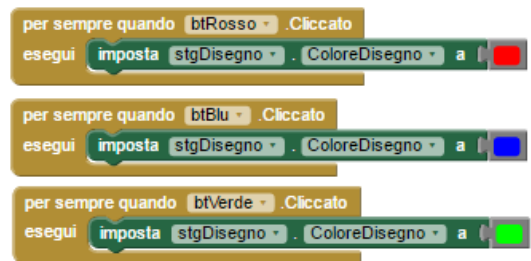 per sempre quando btRosso .Cliccato
esegui imposta stgDisegno . ColoreDisegno a
per sempre quando btBlu .Cliccato
esegui imposta stgDisegno . ColoreDisegno a
per sempre quando btVerde .Cliccato
esegui imposta stgDisegno . ColoreDisegno a